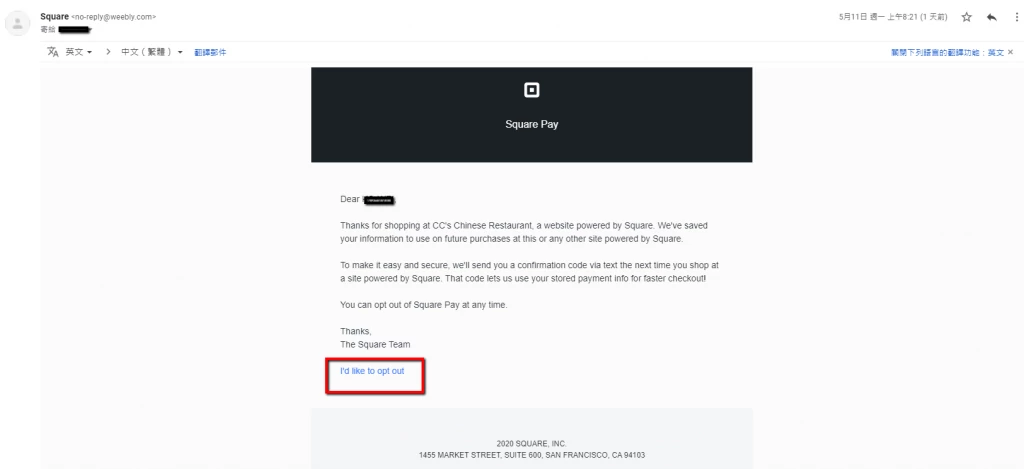 Square <no-reply@weebly.com>
5月11日 週一 上午8:21 (1 天前)
寄給
英文 > 中文（繁體） 翻譯郵件
關閉下列語言的翻譯功能：英文 ×
Square Pay
Dear
Thanks for shopping at CC's Chinese Restaurant, a website powered by Square. We've saved
your information to use on future purchases at this or any other site powered by Square.
To make it easy and secure, we'll send you a confirmation code via text the next time you shop at
a site powered by Square. That code lets us use your stored payment info for faster checkout!
You can opt out of Square Pay at any time.
Thanks,
The Square Team
I'd like to opt out
2020 SQUARE, INC.
1455 MARKET STREET, SUITE 600, SAN FRANCISCO, CA 94103